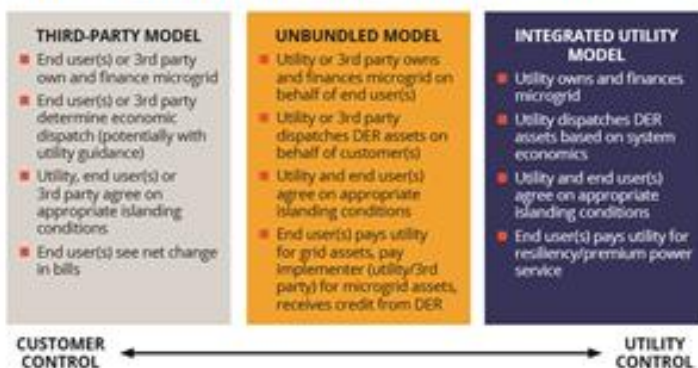 THIRD-PARTY MODEL
End user(s) or 3rd party
own and finance microgrid
End user(s) or 3rd party
determine economic
dispatch (potentially with
utility guidance)
Utility, end user(s) or
3rd party agree on
appropriate islanding
conditions
End user(s) see net change
in bills
UNBUNDLED MODEL
Utility or 3rd party owns
and finances microgrid on
behalf of end user(s)
Utility or 3rd party
dispatches DER assets on
behalf of customer(s)
Utility and end user(s)
agree on appropriate
islanding conditions
End user(s) pays utility
for grid assets, pay
implementer (utility/3rd
party) for microgrid assets,
receives credit from DER
INTEGRATED UTILITY
MODEL
Utility owns and finances
microgrid
Utility dispatches DER
assets based on system
economics
Utility and end user(s)
agree on appropriate
islanding conditions
End user(s) pays utility for
resiliency/premium power
service
CUSTOMER
CONTROL
UTILITY
CONTROL